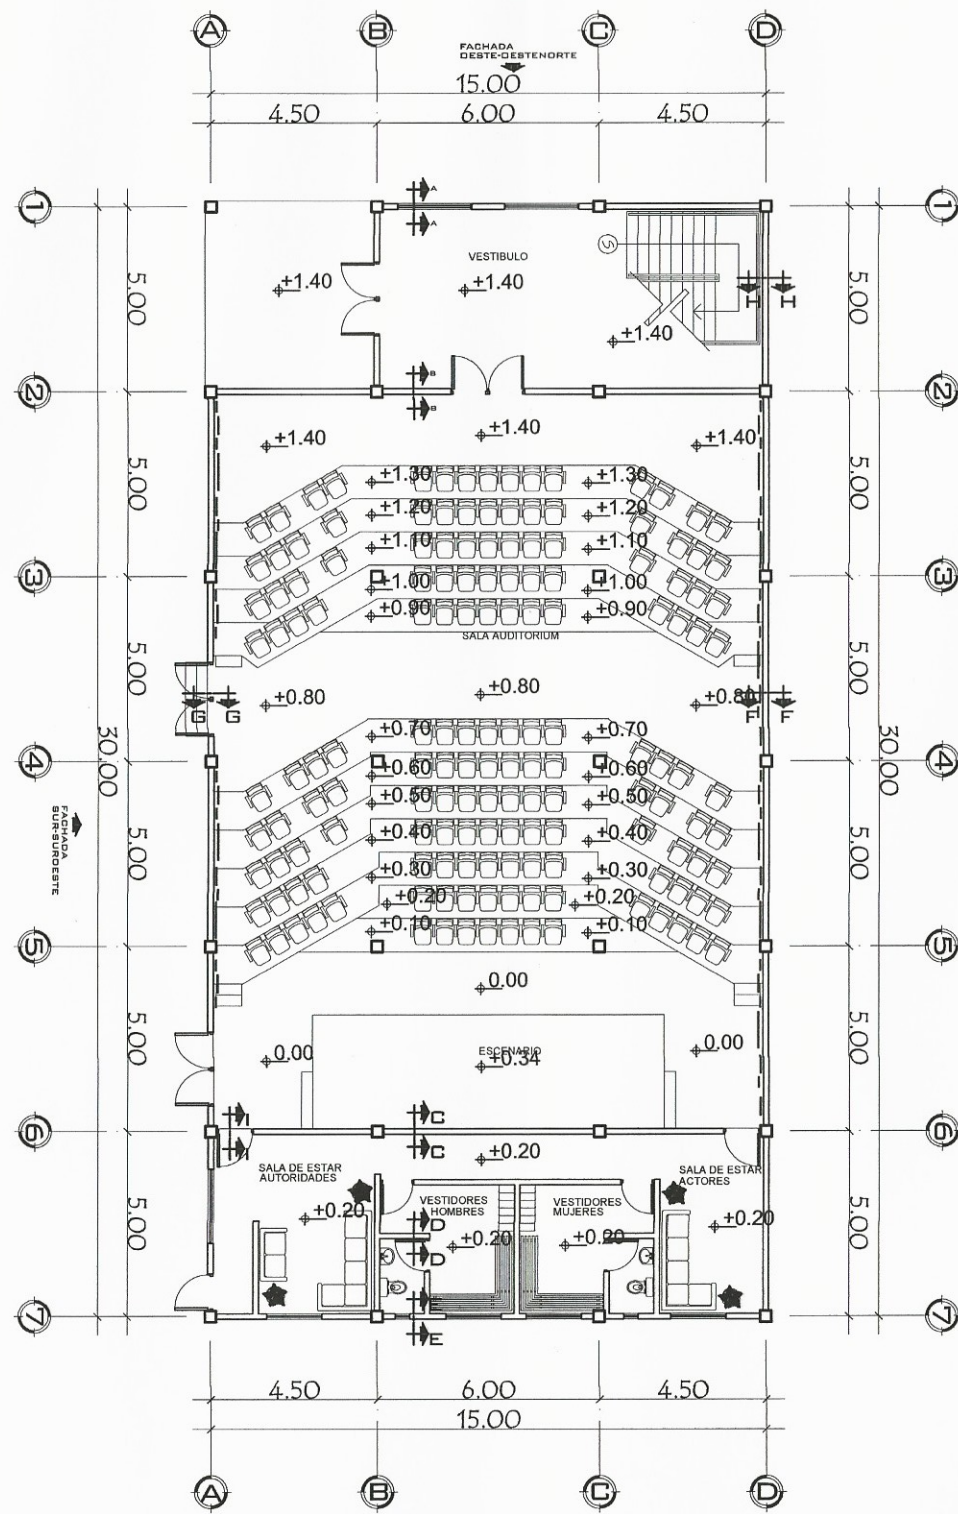 A B C D
FACHADA
OESTE-OESTENORTE
15.00
4.50 6.00 4.50
A
1 1
A
VESTIBULO
S
5.00 +1.40 +1.40 H H 5.00
+1.40
B
2 2
B
+1.40 +1.40 +1.40
5.00 +1.30 +1.30 5.00
+1.20 +1.20
+1.10 +1.10
3 +1.00 +1.00 3
+0.90 +0.90
SALA AUDITORIUM
5.00 5.00
+0.80 +0.80 +0.80
G G F F
+0.70 +0.70
30.00 30.00
4 +0.60 +0.60 4
+0.50 +0.50
FACHADA
SUR-SUROESTE
5.00 +0.40 +0.40 5.00
+0.30 +0.30
+0.20 +0.20
5 +0.10 +0.10 5
0.00
5.00 5.00
0.00 ESCENARIO 0.00
+0.34
I C
6 6
I C
+0.20
SALA DE ESTAR
AUTORIDADES
SALA DE ESTAR
ACTORES
VESTIDORES
HOMBRES
VESTIDORES
MUJERES
5.00 +0.20 D +0.20 5.00
D +0.20 +0.20
E
7 7
E
4.50 6.00 4.50
15.00
A B C D